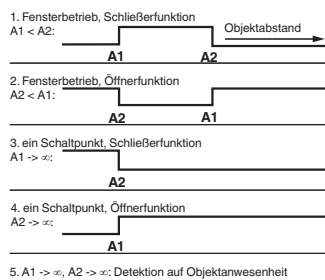 1. Fensterbetrieb, Schließerfunktion
A1 < A2:
Objektabstand
A1 A2
2. Fensterbetrieb, Öffnerfunktion
A2 < A1:
A2 A1
3. ein Schaltpunkt, Schließerfunktion
A1 -> ∞:
A2
4. ein Schaltpunkt, Öffnerfunktion
A2 -> ∞:
A1
5. A1 -> ∞, A2 -> ∞: Detektion auf Objektanwesenheit